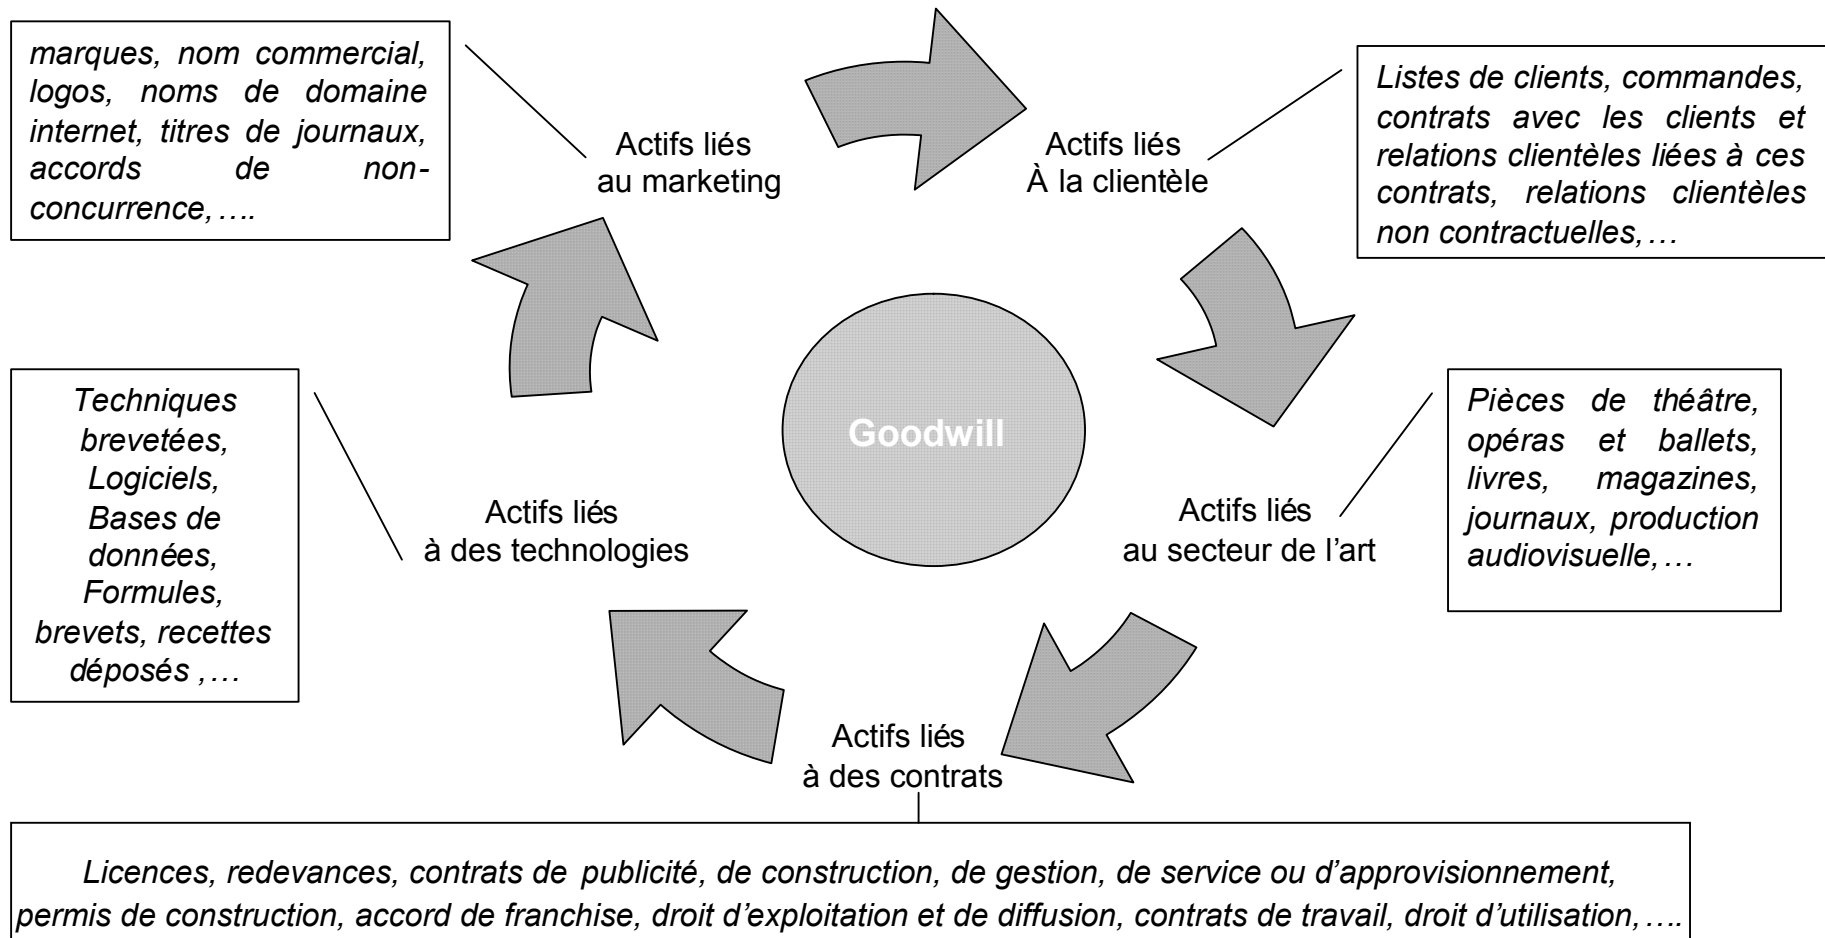 marques, nom commercial,
logos, noms de domaine
internet, titres de journaux,
accords de non-
concurrence,….
Actifs liés
au marketing
Actifs liés
À la clientèle
Listes de clients, commandes,
contrats avec les clients et
relations clientèles liées à ces
contrats, relations clientèles
non contractuelles,…
Techniques
brevetées,
Logiciels,
Bases de
données,
Formules,
brevets, recettes
déposés ,…
Actifs liés
à des technologies
Goodwill
Actifs liés
au secteur de l’art
Pièces de théâtre,
opéras et ballets,
livres, magazines,
journaux, production
audiovisuelle,…
Actifs liés
à des contrats
Licences, redevances, contrats de publicité, de construction, de gestion, de service ou d’approvisionnement,
permis de construction, accord de franchise, droit d’exploitation et de diffusion, contrats de travail, droit d’utilisation,….